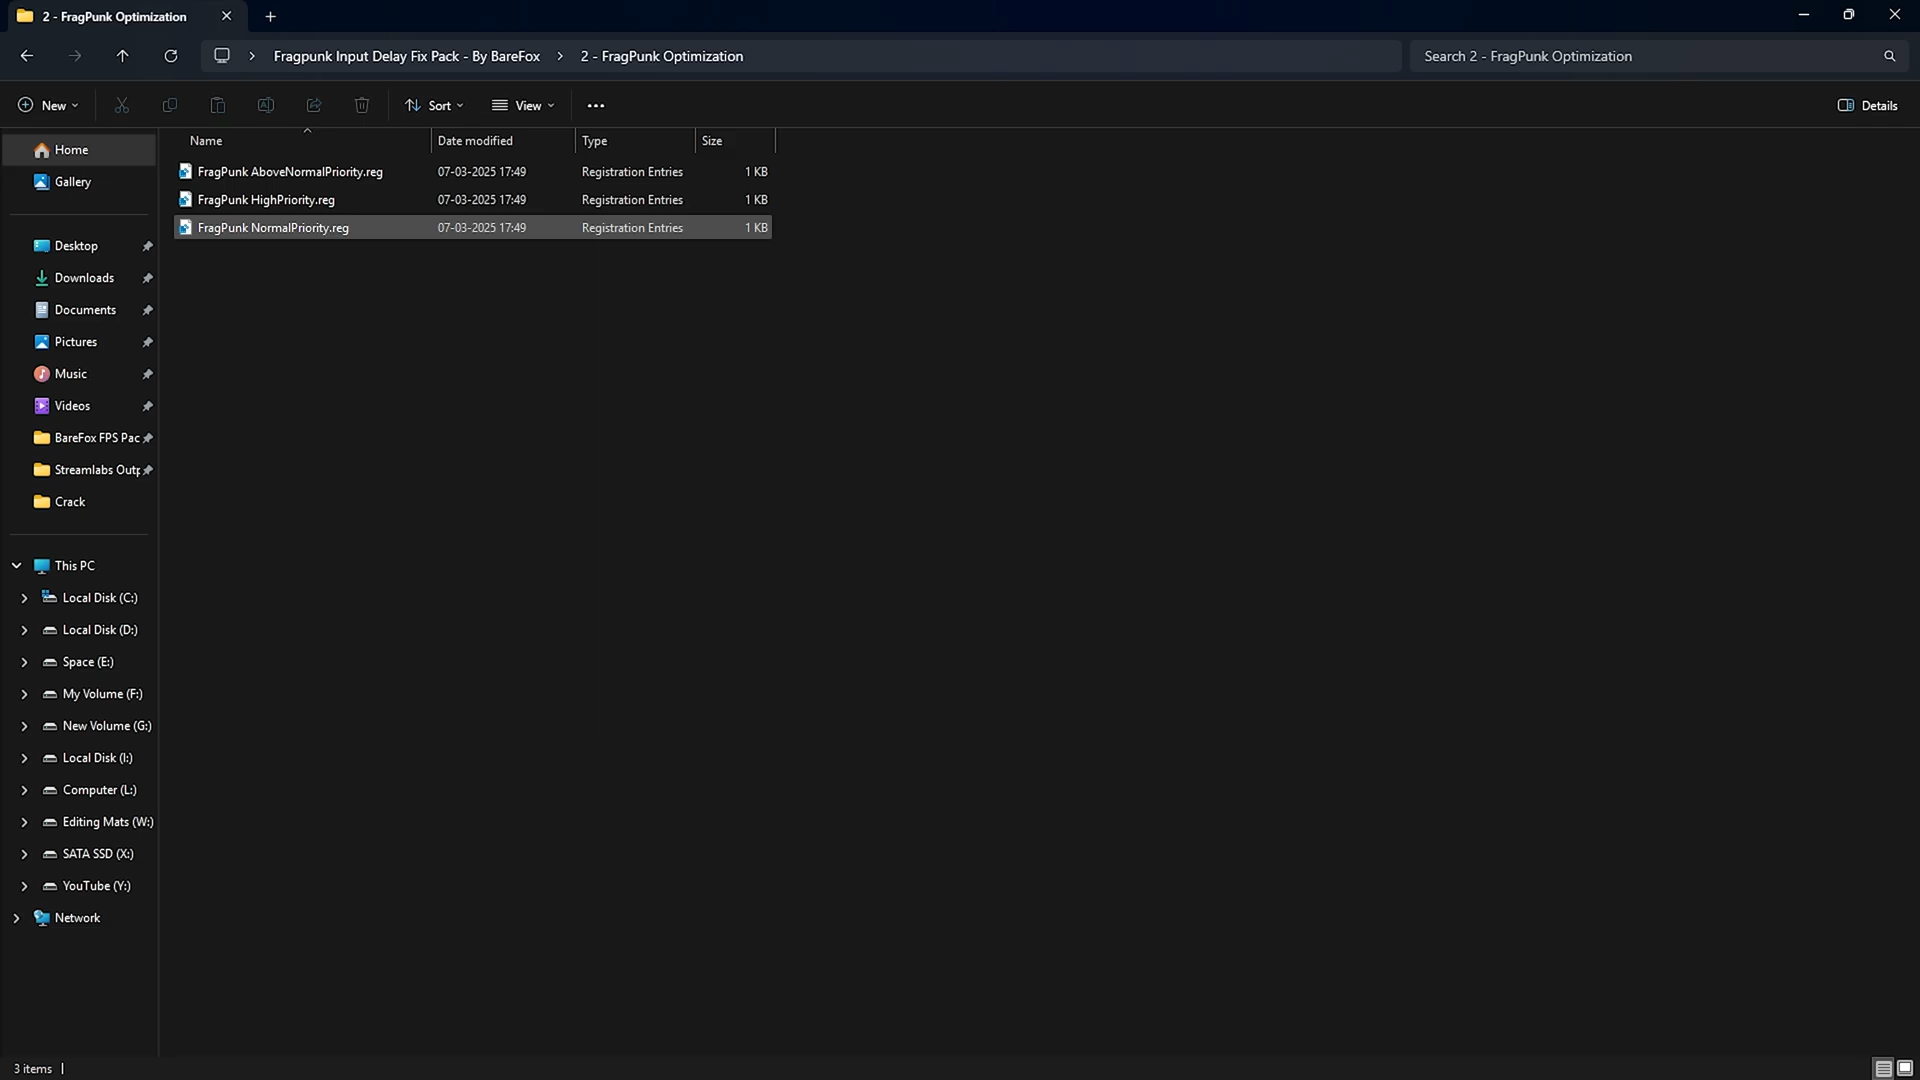 2 - FragPunk Optimization
Fragpunk Input Delay Fix Pack - By BareFox > 2 - FragPunk Optimization
Search 2 - FragPunk Optimization
New
Sort
View
Details
Name
Date modified
Type
Size
FragPunk AboveNormalPriority.reg 07-03-2025 17:49 Registration Entries 1 KB
FragPunk HighPriority.reg 07-03-2025 17:49 Registration Entries 1 KB
FragPunk NormalPriority.reg 07-03-2025 17:49 Registration Entries 1 KB
Home
Gallery
Desktop
Downloads
Documents
Pictures
Music
Videos
BareFox FPS Pac
Streamlabs Outp
Crack
This PC
Local Disk (C:)
Local Disk (D:)
Space (E:)
My Volume (F:)
New Volume (G:)
Local Disk (I:)
Computer (L:)
Editing Mats (W:)
SATA SSD (X:)
YouTube (Y:)
Network
3 items